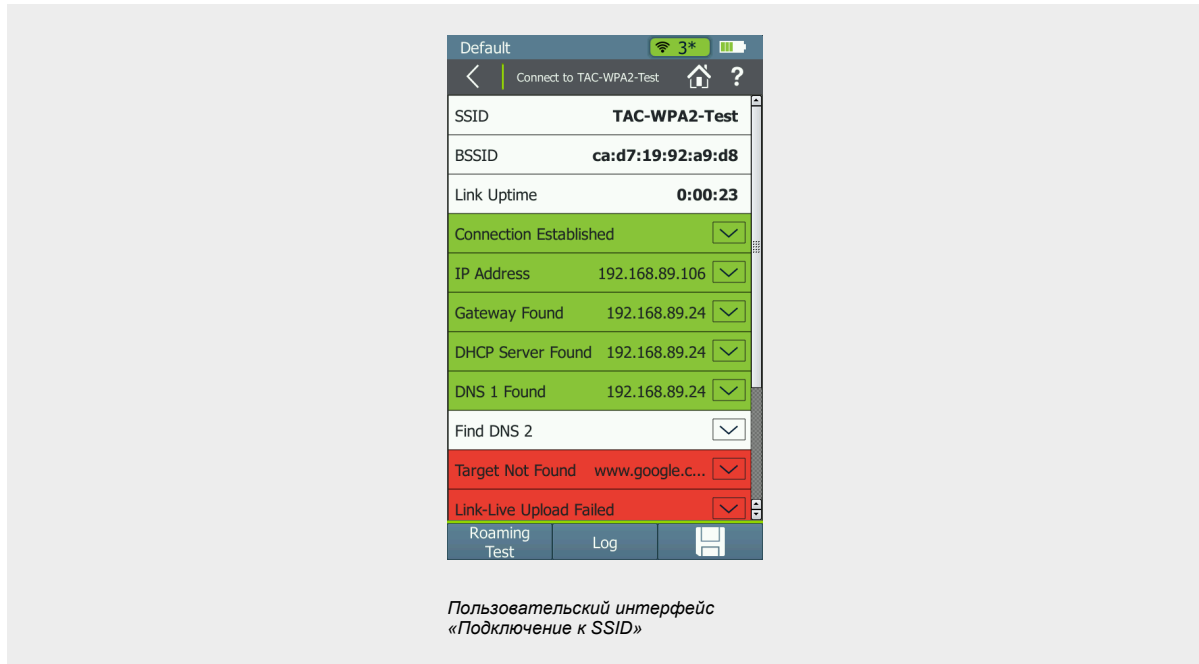 Default 3*
Connect to TAC-WPA2-Test ?
SSID TAC-WPA2-Test
BSSID ca:d7:19:92:a9:d8
Link Uptime 0:00:23
Connection Established
IP Address 192.168.89.106
Gateway Found 192.168.89.24
DHCP Server Found 192.168.89.24
DNS 1 Found 192.168.89.24
Find DNS 2
Target Not Found www.google.c...
Link-Live Upload Failed
Roaming
Test
Log
Пользовательский интерфейс
«Подключение к SSID»